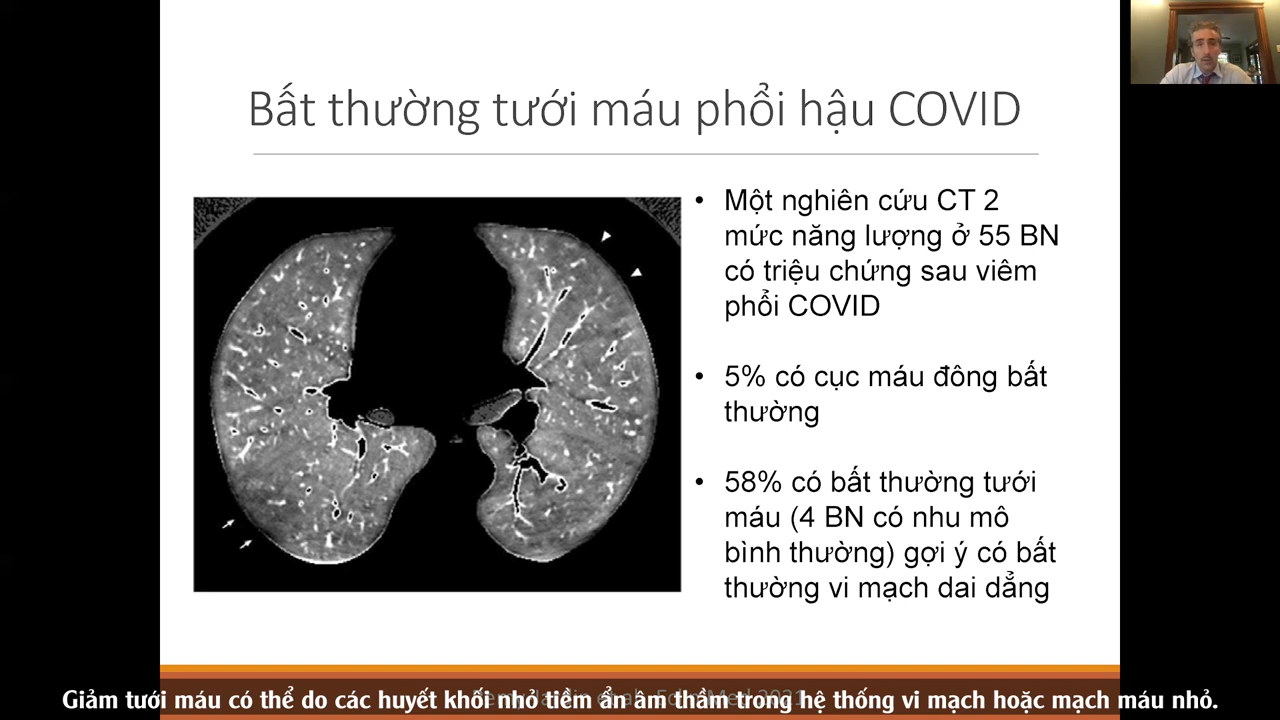 Bất thường tưới máu phổi hậu COVID
• Một nghiên cứu CT 2
mức năng lượng ở 55 BN
có triệu chứng sau viêm
phổi COVID
• 5% có cục máu đông bất
thường
• 58% có bất thường tưới
máu (4 BN có nhu mô
bình thường) gợi ý có bất
thường vi mạch dai dẳng
Giảm tưới máu có thể do các huyết khối nhỏ tiềm ẩn âm thầm trong hệ thống vi mạch hoặc mạch máu nhỏ.